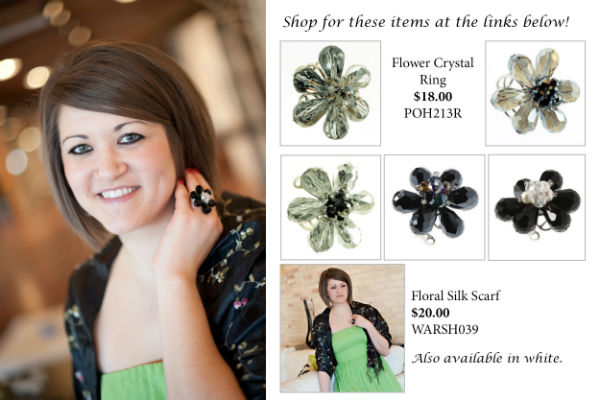 Shop for these items at the links below!
Flower Crystal
Ring
$18.00
POH213R
Floral Silk Scarf
$20.00
WARSH039
Also available in white.